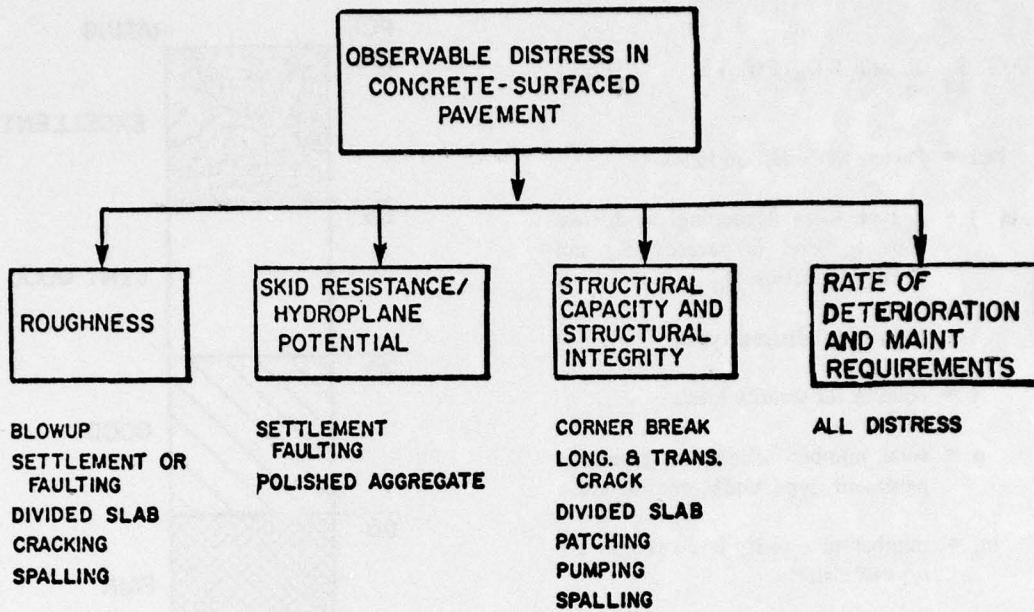 OBSERVABLE DISTRESS IN
CONCRETE-SURFACED
PAVEMENT
ROUGHNESS
SKID RESISTANCE/
HYDROPLANE
POTENTIAL
STRUCTURAL
CAPACITY AND
STRUCTURAL
INTEGRITY
RATE OF
DETERIORATION
AND MAINT
REQUIREMENTS
BLOWUP
SETTLEMENT OR
FAULTING
DIVIDED SLAB
CRACKING
SPALLING
SETTLEMENT
FAULTING
POLISHED AGGREGATE
CORNER BREAK
LONG. & TRANS.
CRACK
DIVIDED SLAB
PATCHING
PUMPING
SPALLING
ALL DISTRESS